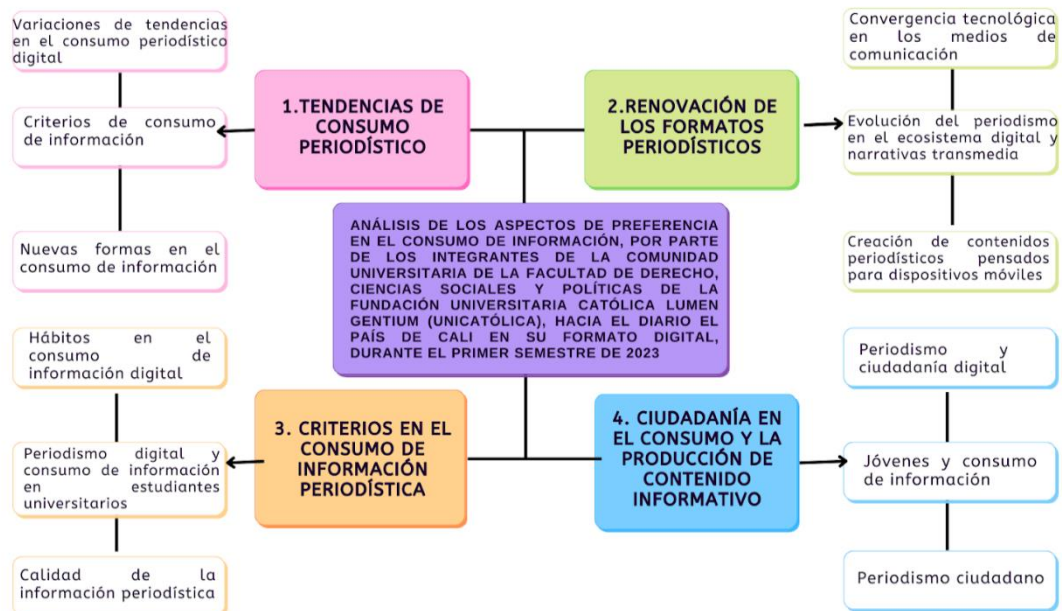 Variaciones de tendencias
en el consumo periodístico
digital
Criterios de consumo
de información
Nuevas formas en el
consumo de información
1.TENDENCIAS DE
CONSUMO
PERIODÍSTICO
2.RENOVACIÓN DE
LOS FORMATOS
PERIODÍSTICOS
Convergencia tecnológica
en los medios de
comunicación
Evolución del periodismo
en el ecosistema digital y
narrativas transmedia
Creación de contenidos
periodísticos pensados
para dispositivos móviles
ANÁLISIS DE LOS ASPECTOS DE PREFERENCIA
EN EL CONSUMO DE INFORMACIÓN, POR PARTE
DE LOS INTEGRANTES DE LA COMUNIDAD
UNIVERSITARIA DE LA FACULTAD DE DERECHO,
CIENCIAS SOCIALES Y POLÍTICAS DE LA
FUNDACIÓN UNIVERSITARIA CATÓLICA LUMEN
GENTIUM (UNICATÓLICA), HACIA EL DIARIO EL
PAÍS DE CALI EN SU FORMATO DIGITAL,
DURANTE EL PRIMER SEMESTRE DE 2023
Hábitos en el
consumo de
información digital
Periodismo digital y
consumo de información
en estudiantes
universitarios
Calidad de la
información periodística
3. CRITERIOS EN EL
CONSUMO DE
INFORMACIÓN
PERIODÍSTICA
4. CIUDADANÍA EN
EL CONSUMO Y LA
PRODUCCIÓN DE
CONTENIDO
INFORMATIVO
Periodismo y
ciudadanía digital
Jóvenes y consumo
de información
Periodismo ciudadano